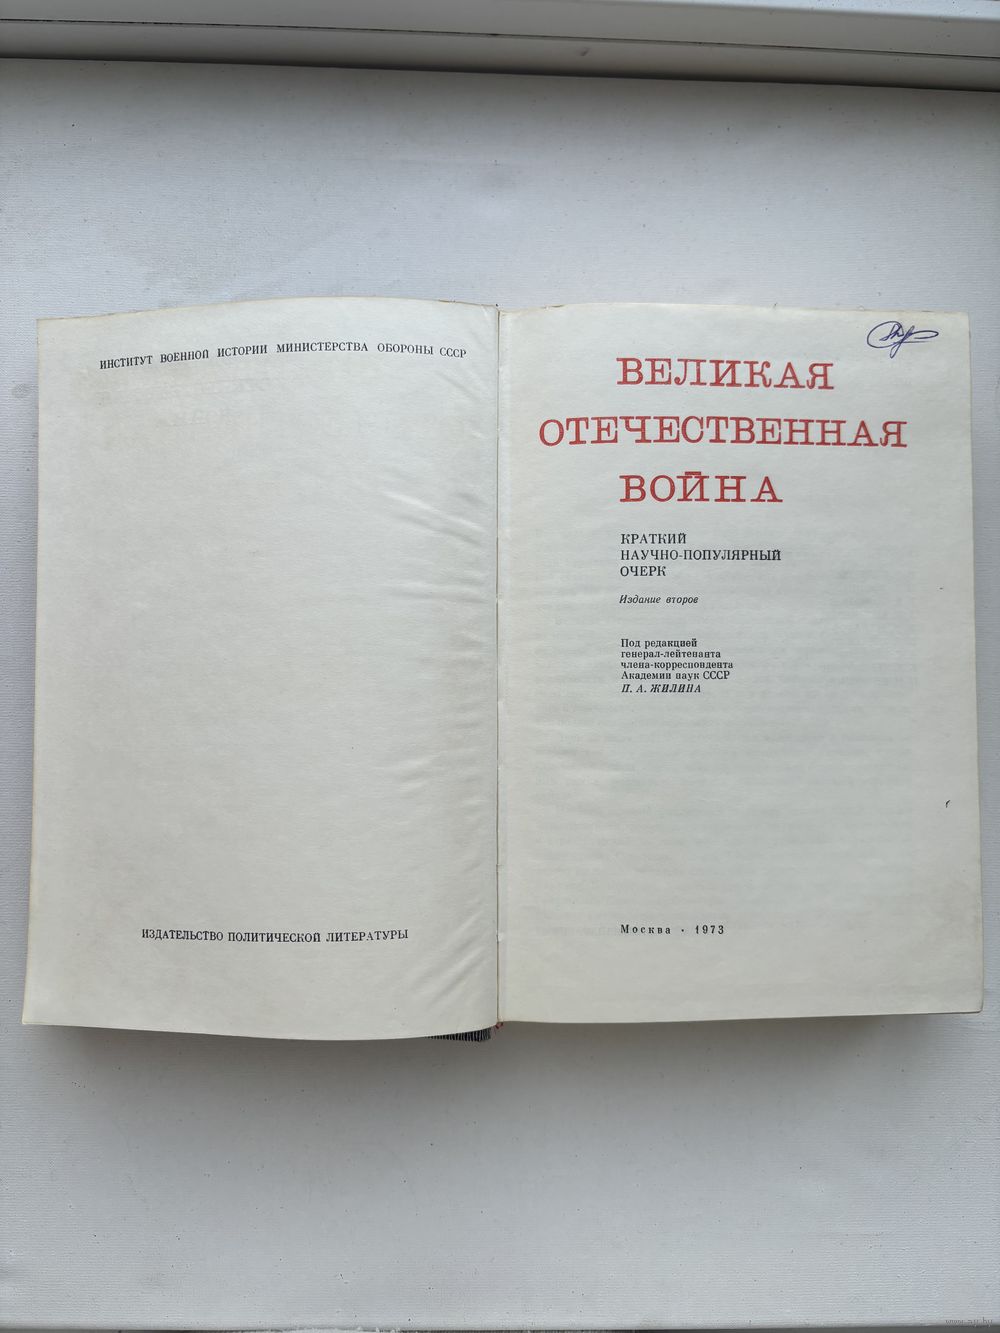 ИНСТИТУТ ВОЕННОЙ ИСТОРИИ МИНИСТЕРСТВА ОБОРОНЫ СССР
ИЗДАТЕЛЬСТВО ПОЛИТИЧЕСКОЙ ЛИТЕРАТУРЫ
ВЕЛИКАЯ
ОТЕЧЕСТВЕННАЯ
ВОЙНА
КРАТКИЙ
НАУЧНО-ПОПУЛЯРНЫЙ
ОЧЕРК
Издание второе
Под редакцией
генерал-лейтенанта
члена-корреспондента
Академии наук СССР
П. А. ЖИЛИНА
Москва · 1973